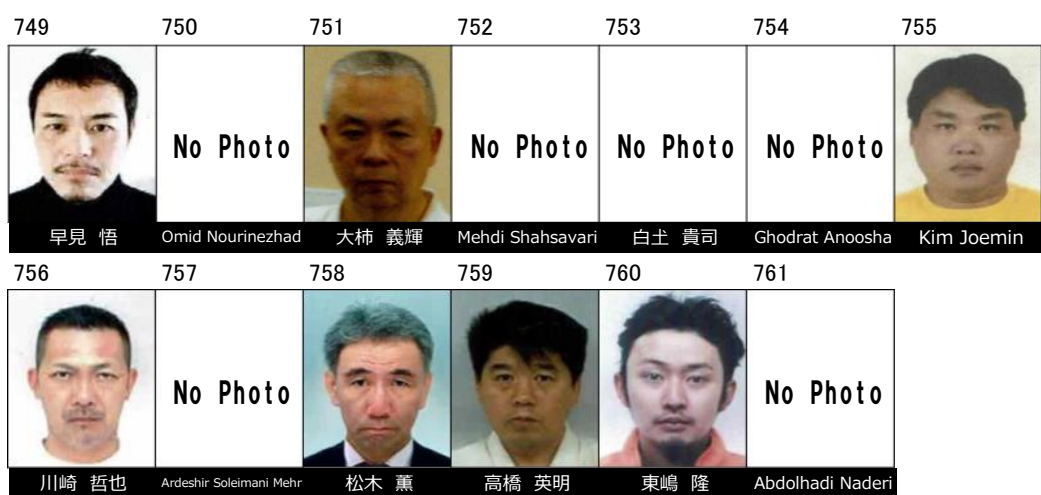 749 750 751 752 753 754 755
No Photo No Photo No Photo No Photo
早見 悟 Omid Nourinezhad 大柿 義輝 Mehdi Shahsavari 白𡈽 貴司 Ghodrat Anoosha Kim Joemin
756 757 758 759 760 761
No Photo No Photo
川崎 哲也 Ardeshir Soleimani Mehr 松木 薫 高橋 英明 東嶋 隆 Abdolhadi Naderi